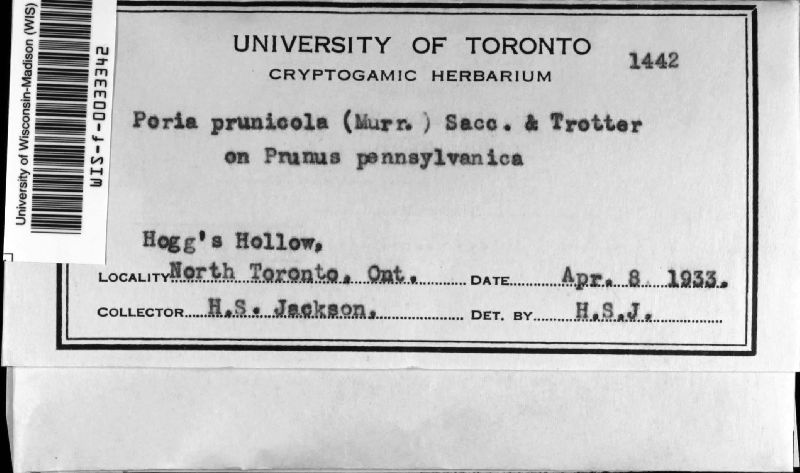 University of Wisconsin-Madison (WIS)
WIS-f-0033342
UNIVERSITY OF TORONTO
1442
CRYPTOGAMIC HERBARIUM
Poria prunicola (Murr.) Sacc. & Trotter
on Prunus pennsylvanica
Hogg's Hollow,
LOCALITY North Toronto, Ont. DATE Apr. 8 1933.
COLLECTOR H.S. Jackson. DET. BY H.S.J.